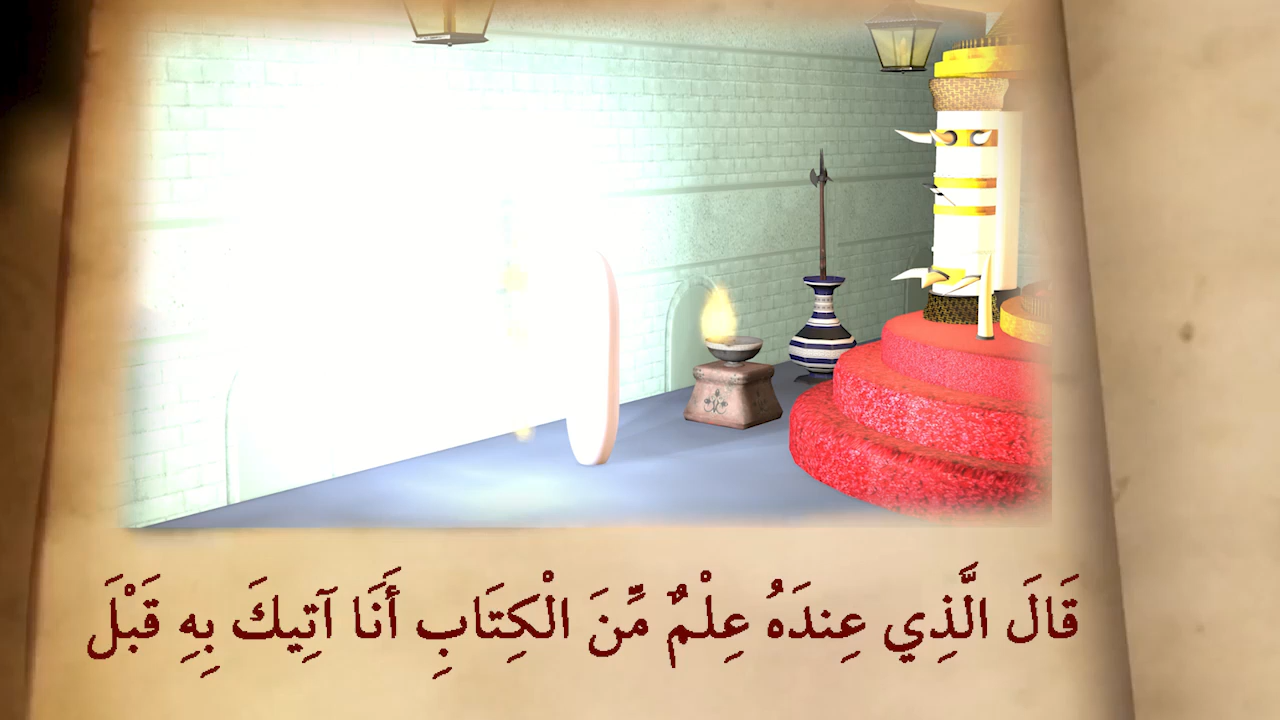 قَالَ الَّذِي عِندَهُ عِلْمٌ مِّنَ الْكِتَابِ أَنَا آتِيكَ بِهِ قَبْلَ